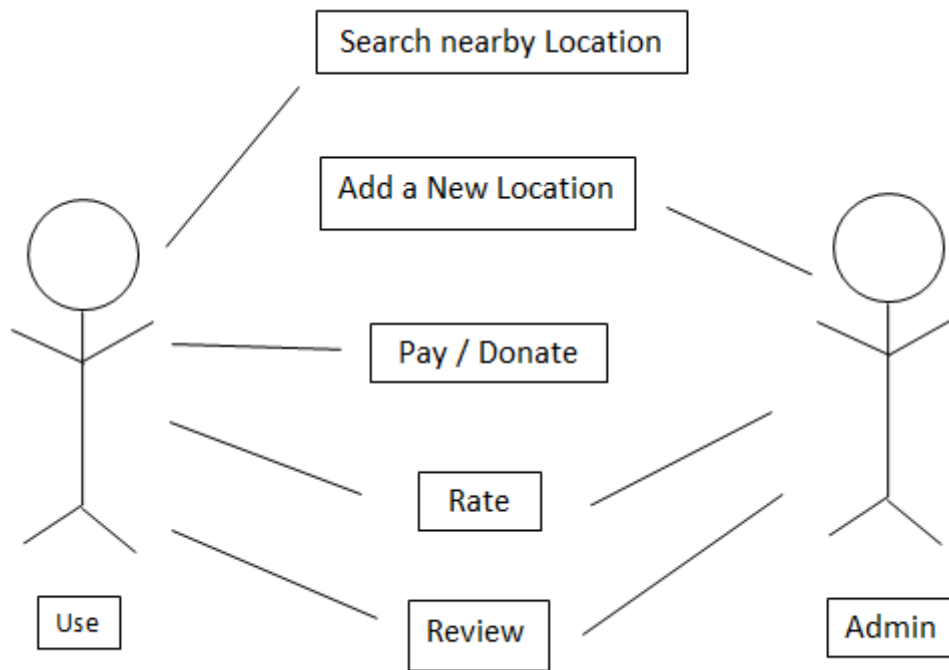 Search nearby Location
Add a New Location
Pay / Donate
Rate
Review
Use
Admin